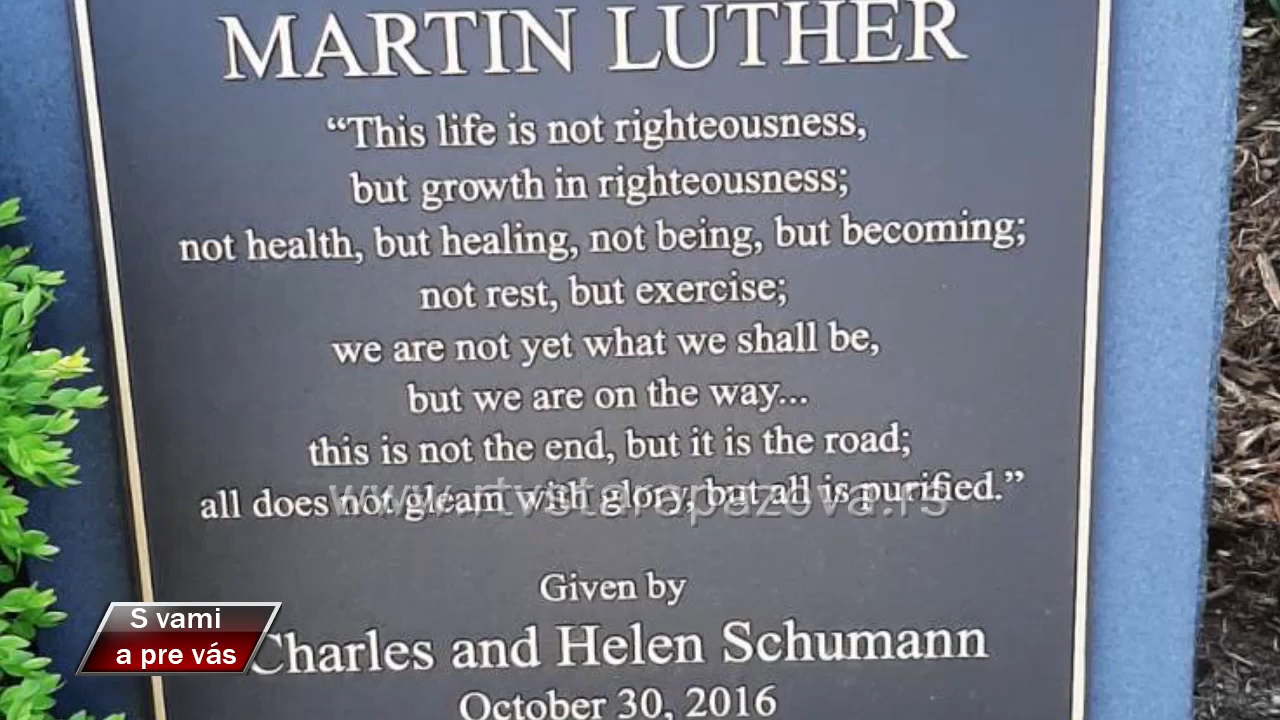 MARTIN LUTHER
“This life is not righteousness,
but growth in righteousness;
not health, but healing, not being, but becoming;
not rest, but exercise;
we are not yet what we shall be,
but we are on the way...
this is not the end, but it is the road;
all does not gleam with glory, but all is purified.”
www.rtvstarapazova.rs
Given by
Charles and Helen Schumann
October 30, 2016
S vami
a pre vás